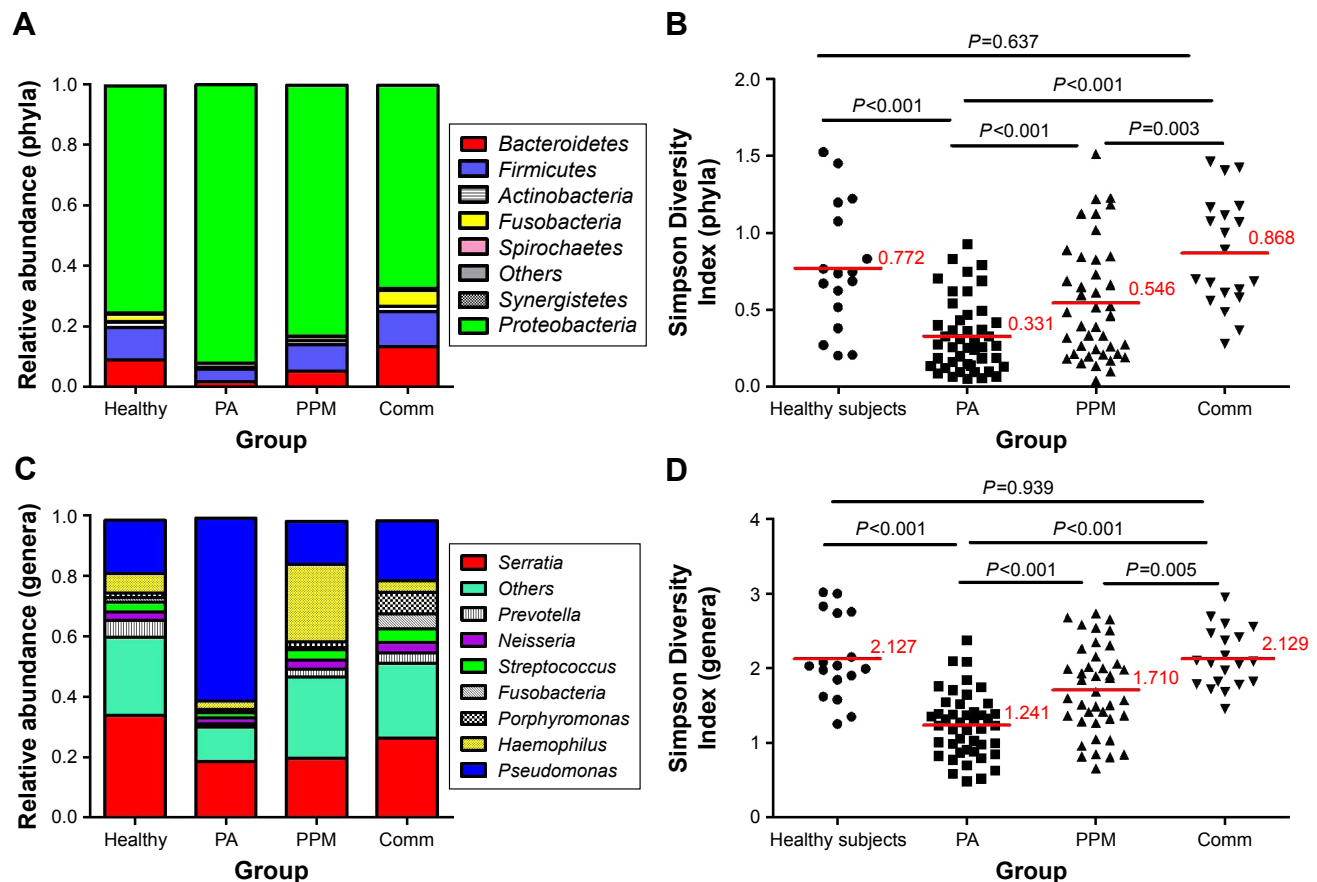 A
Relative abundance (phyla)
1.0
0.8
0.6
0.4
0.2
0.0
Healthy
PA
PPM
Comm
Group
Bacteroidetes
Firmicutes
Actinobacteria
Fusobacteria
Spirochaetes
Others
Synergistetes
Proteobacteria
B
Simpson Diversity
Index (phyla)
2.0
1.5
1.0
0.5
0.0
P=0.637
P<0.001
P<0.001
P<0.001
P=0.003
0.772
0.331
0.546
0.868
Healthy subjects
PA
PPM
Comm
Group
C
Relative abundance (genera)
1.0
0.8
0.6
0.4
0.2
0.0
Healthy
PA
PPM
Comm
Group
Serratia
Others
Prevotella
Neisseria
Streptococcus
Fusobacteria
Porphyromonas
Haemophilus
Pseudomonas
D
Simpson Diversity
Index (genera)
4
3
2
1
0
P=0.939
P<0.001
P<0.001
P<0.001
P=0.005
2.127
1.241
1.710
2.129
Healthy subjects
PA
PPM
Comm
Group